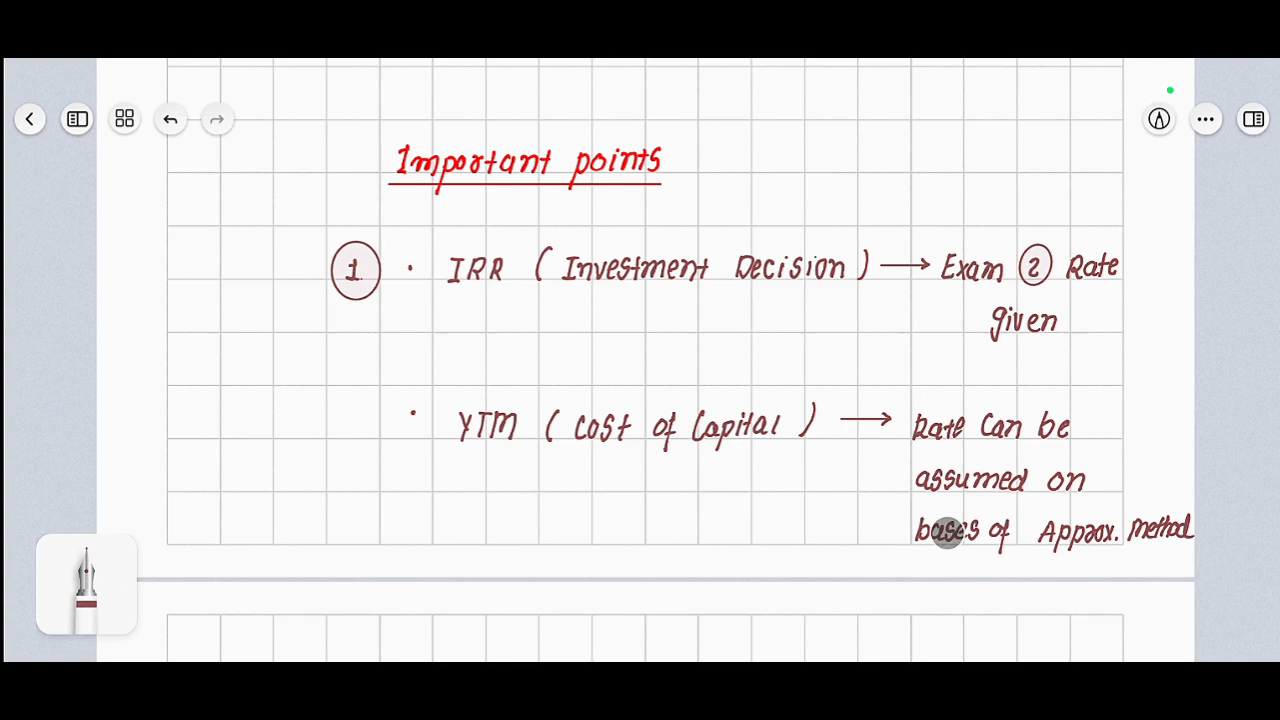 Important points
1 · IRR ( Investment Decision ) → Exam 2 Rate
given
· YTM ( Cost of Capital ) → Rate Can be
assumed on
bases of Approx. Method